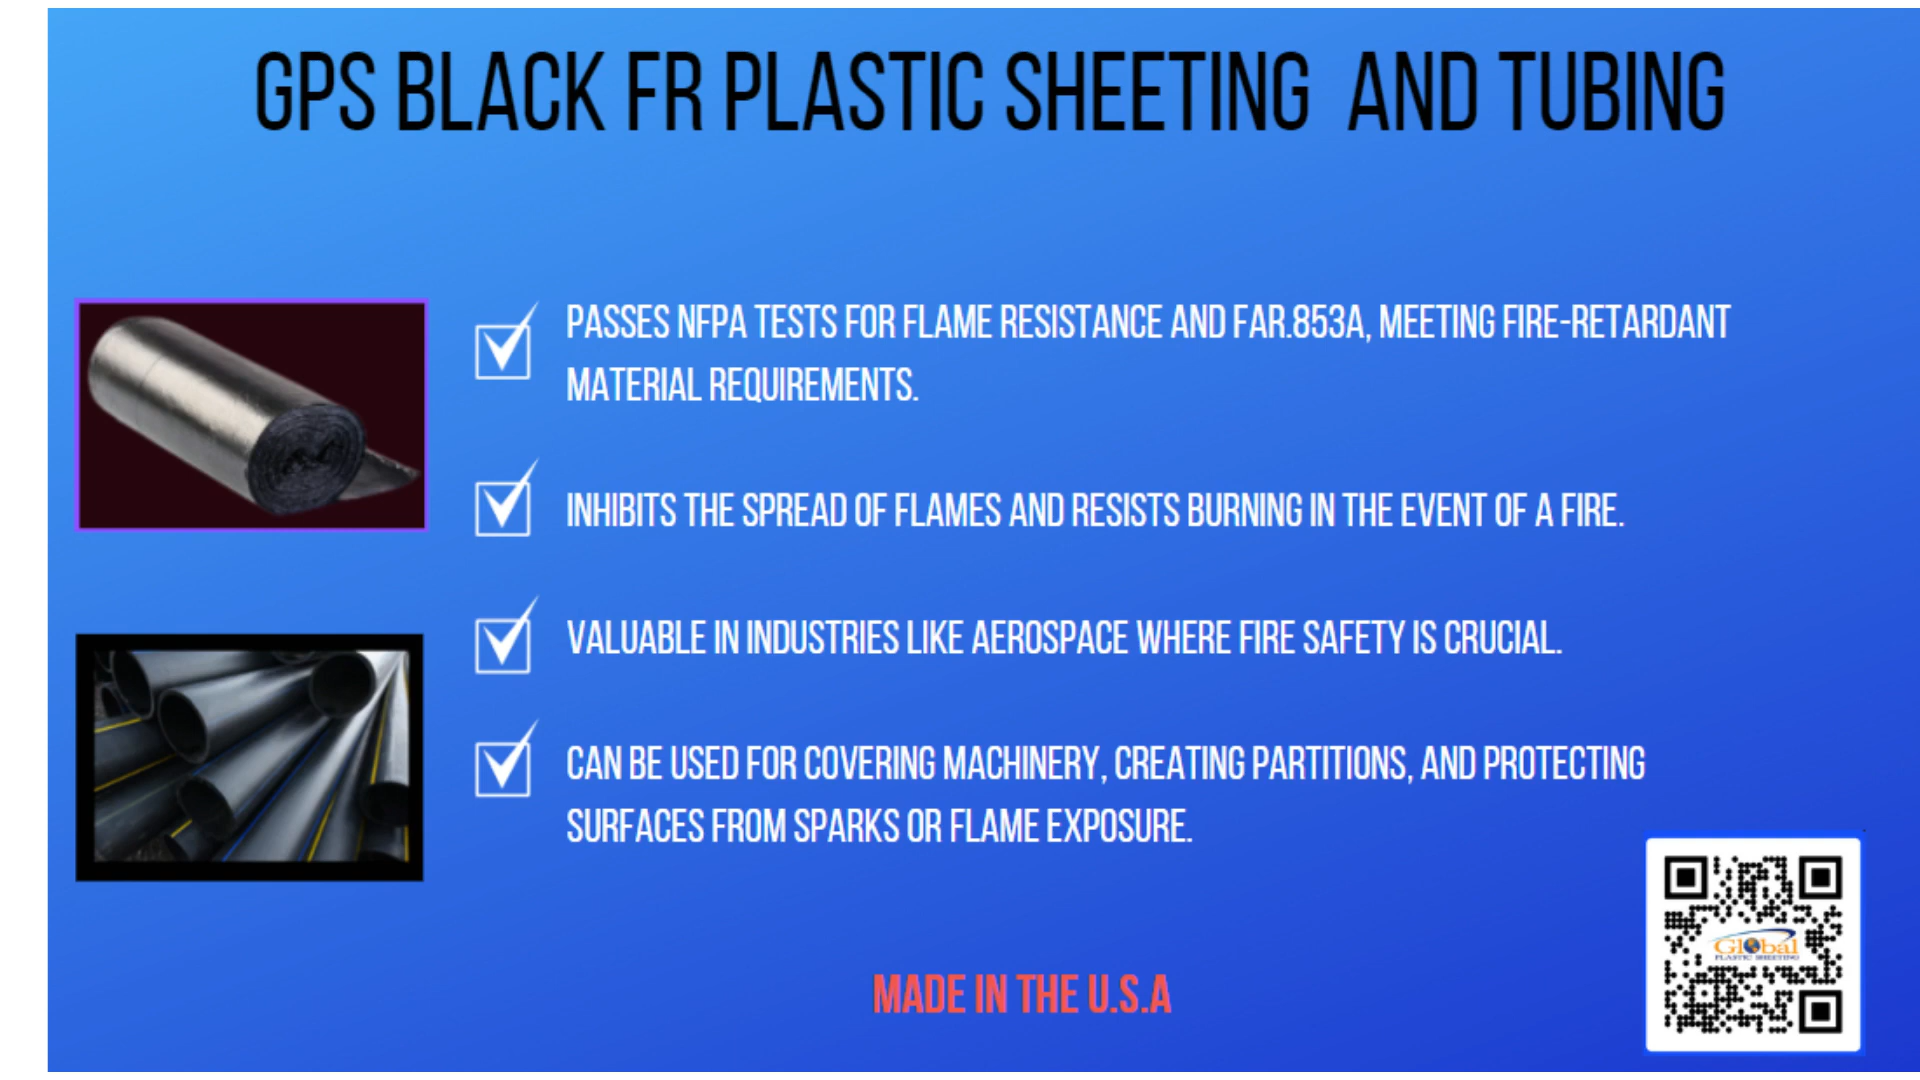 GPS BLACK FR PLASTIC SHEETING  AND TUBING
PASSES NFPA TESTS FOR FLAME RESISTANCE AND FAR.853A, MEETING FIRE-RETARDANT
MATERIAL REQUIREMENTS.
INHIBITS THE SPREAD OF FLAMES AND RESISTS BURNING IN THE EVENT OF A FIRE.
VALUABLE IN INDUSTRIES LIKE AEROSPACE WHERE FIRE SAFETY IS CRUCIAL.
CAN BE USED FOR COVERING MACHINERY, CREATING PARTITIONS, AND PROTECTING
SURFACES FROM SPARKS OR FLAME EXPOSURE.
Global
PLASTIC SHEETING
MADE IN THE U.S.A